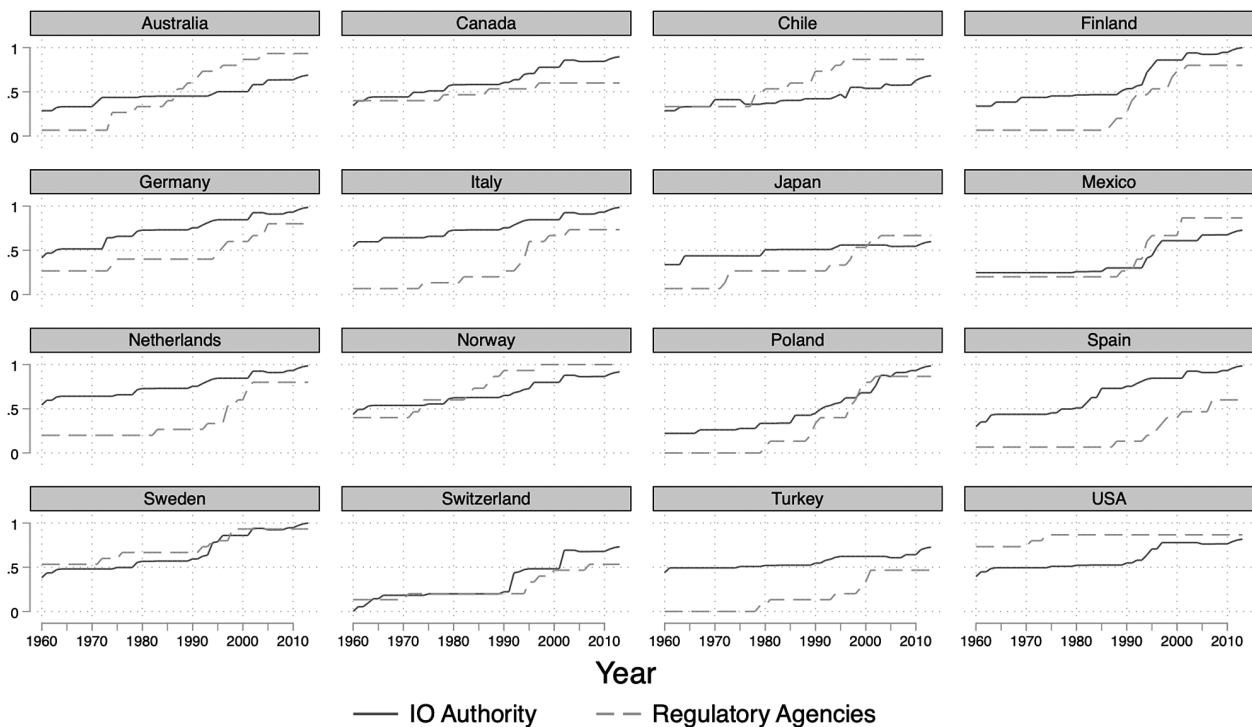 Australia Canada Chile Finland
1
.5
0
Germany Italy Japan Mexico
1
.5
0
Netherlands Norway Poland Spain
1
.5
0
Sweden Switzerland Turkey USA
1
.5
0
1960 1970 1980 1990 2000 2010 1960 1970 1980 1990 2000 2010 1960 1970 1980 1990 2000 2010 1960 1970 1980 1990 2000 2010
Year
IO Authority Regulatory Agencies